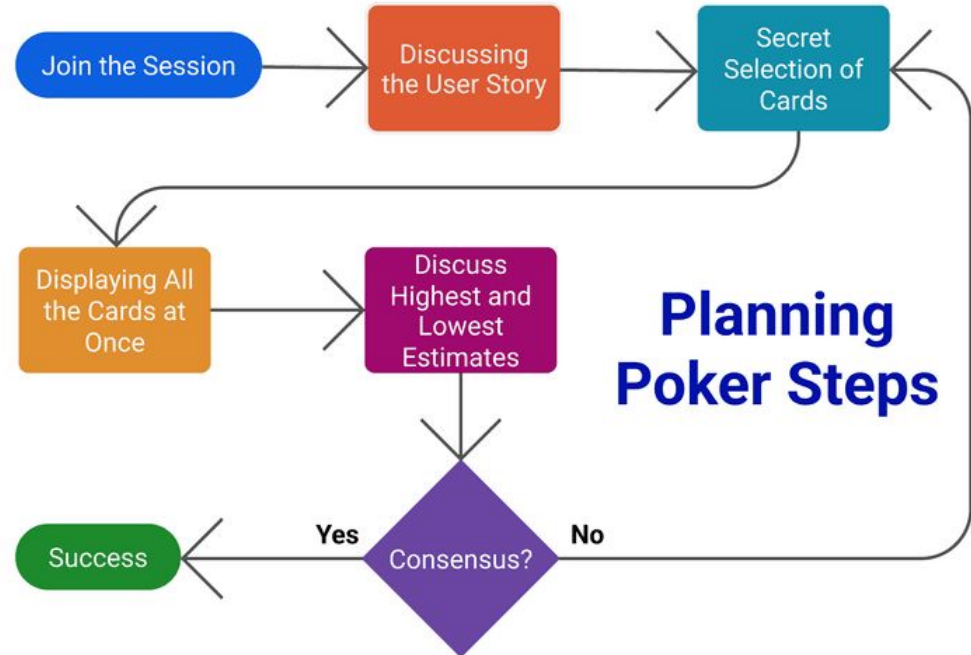 Join the Session
Discussing
the User Story
Secret
Selection of
Cards
Displaying All
the Cards at
Once
Discuss
Highest and
Lowest
Estimates
Planning
Poker Steps
Yes
No
Success
Consensus?